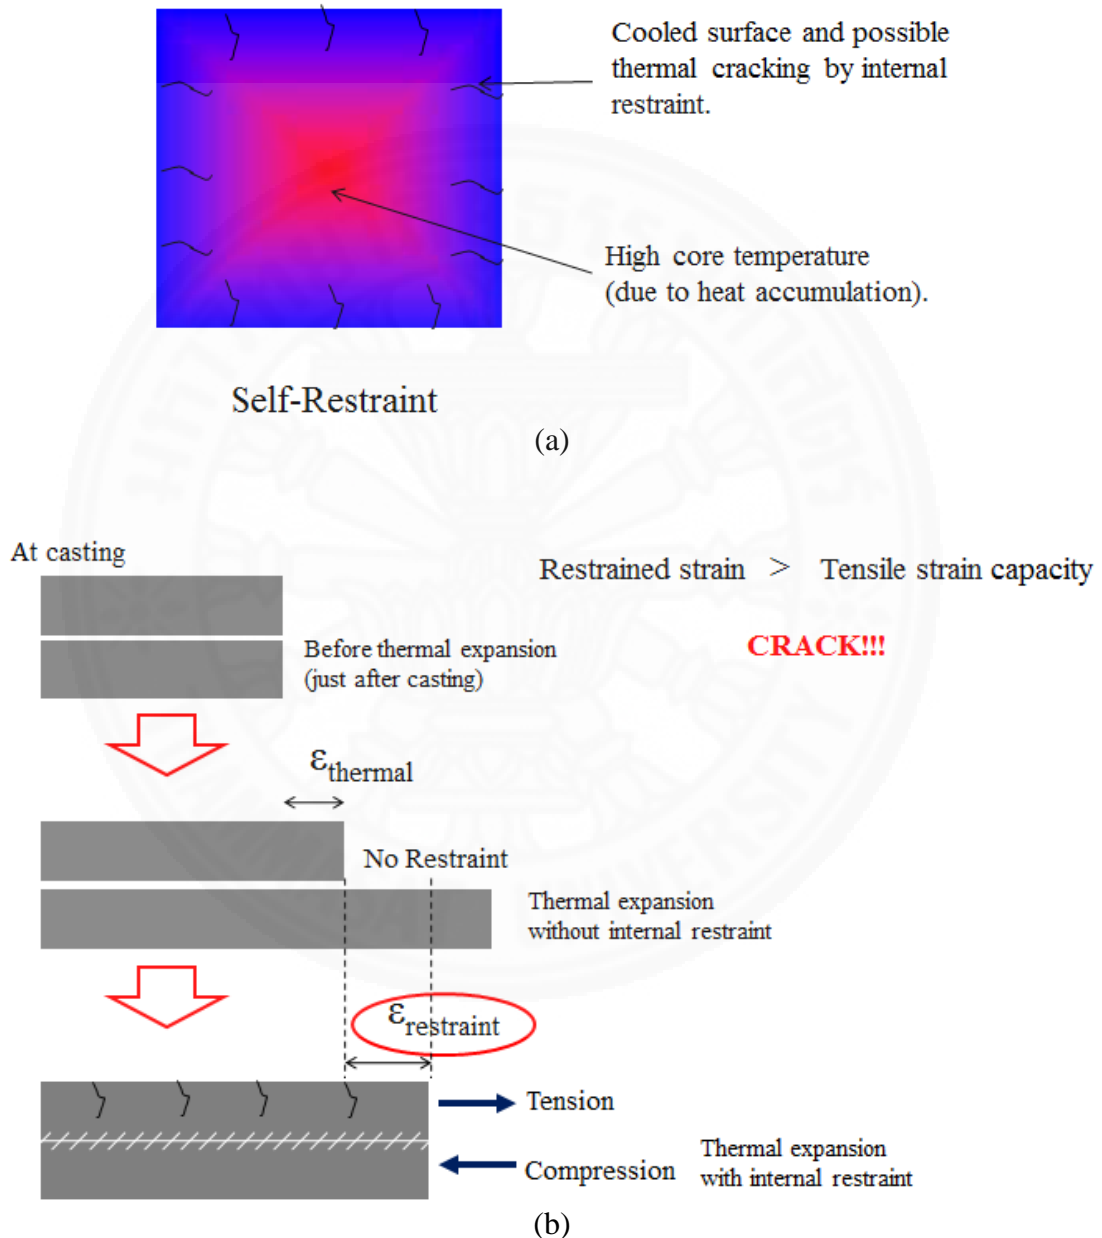 Cooled surface and possible
thermal cracking by internal
restraint.
High core temperature
(due to heat accumulation).
Self-Restraint
(a)
At casting
Restrained strain > Tensile strain capacity
CRACK!!!
Before thermal expansion
(just after casting)
εthermal
No Restraint
Thermal expansion
without internal restraint
εrestraint
Tension
Compression
Thermal expansion
with internal restraint
(b)